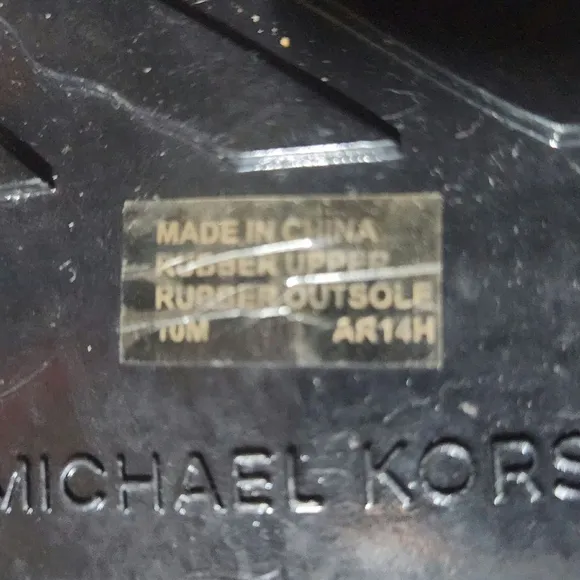 MADE IN CHINA
RUBBER UPPER
RUBBER OUTSOLE
10M AR14H
MICHAEL KORS